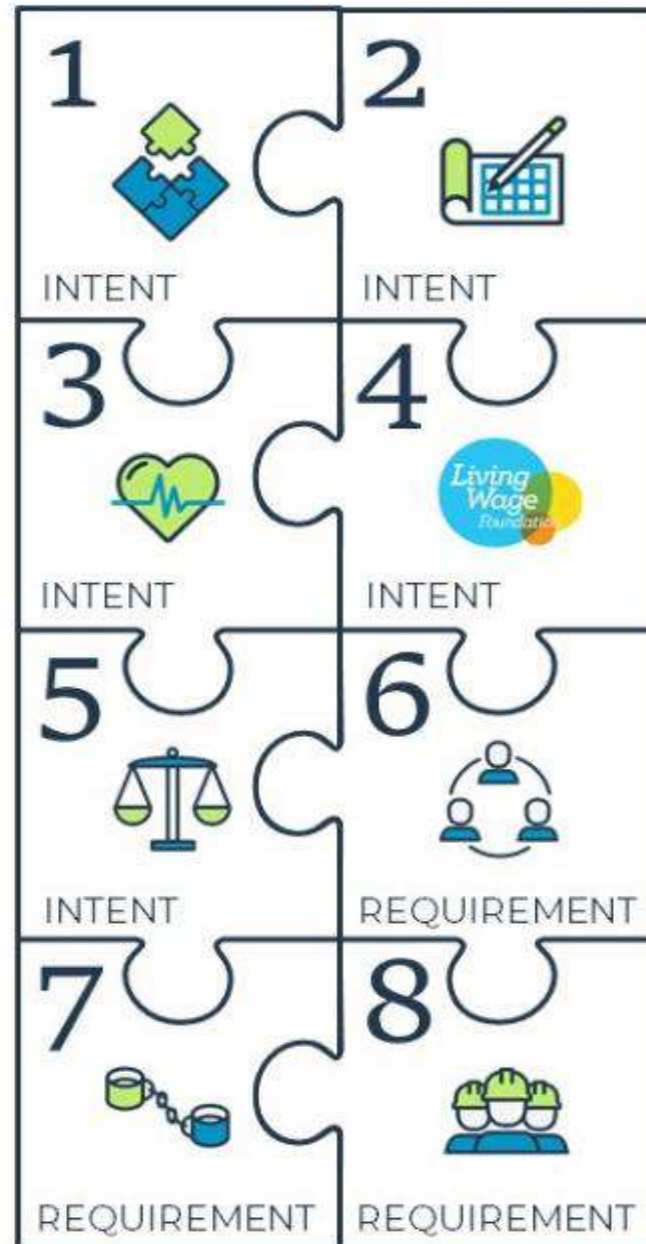 1
INTENT
2
INTENT
3
INTENT
4
Living
Wage
Foundation
INTENT
5
INTENT
6
REQUIREMENT
7
REQUIREMENT
8
REQUIREMENT